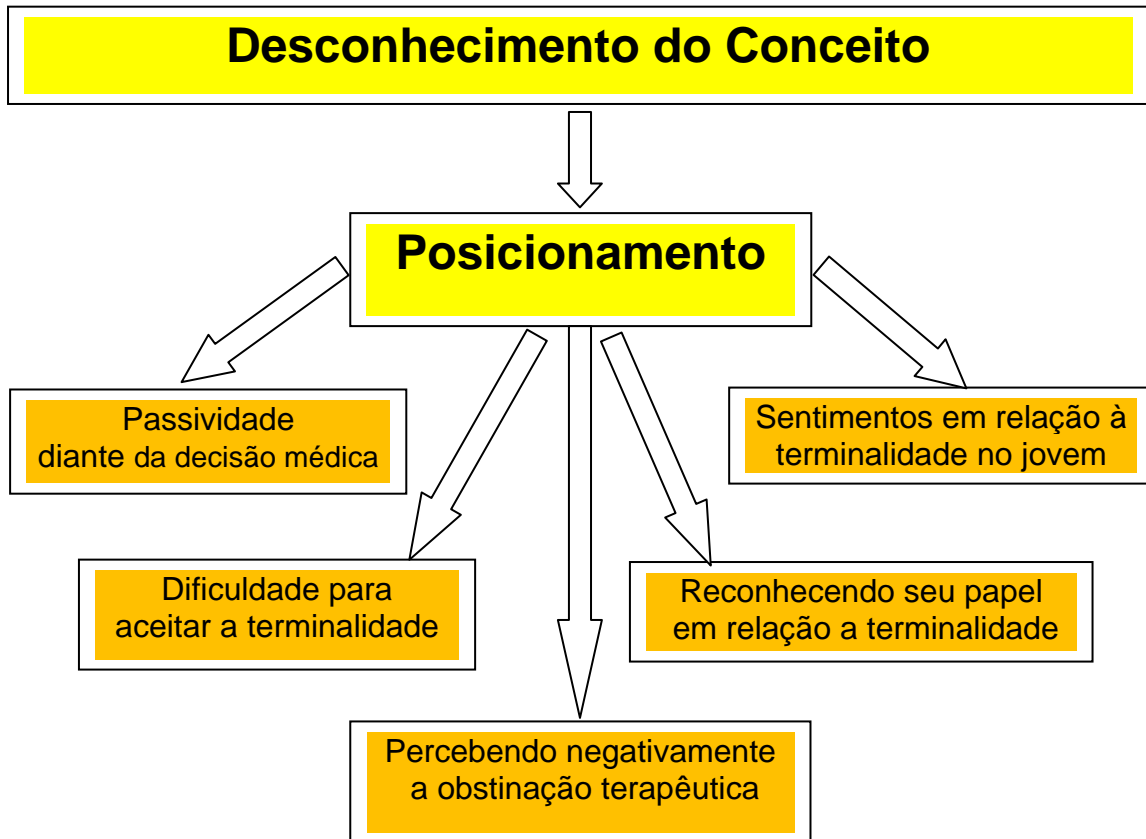 Desconhecimento do Conceito
Posicionamento
Passividade
diante da decisão médica
Sentimentos em relação à
terminalidade no jovem
Dificuldade para
aceitar a terminalidade
Reconhecendo seu papel
em relação a terminalidade
Percebendo negativamente
a obstinação terapêutica